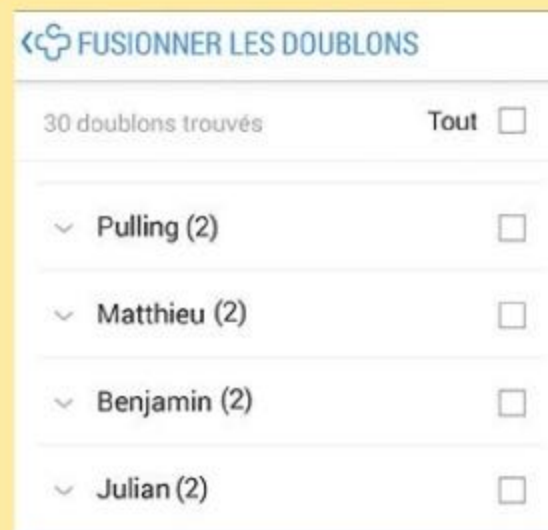 FUSIONNER LES DOUBLONS
30 doublons trouvés Tout
Pulling (2)
Matthieu (2)
Benjamin (2)
Julian (2)